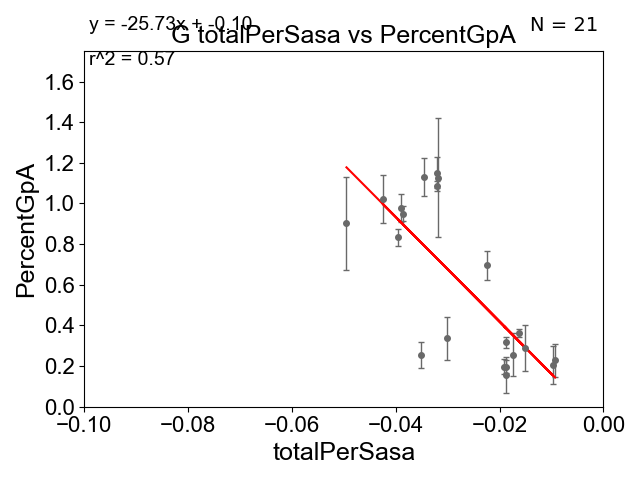 y = -25.73x + -0.10
G totalPerSasa vs PercentGpA
N = 21
r^2 = 0.57
PercentGpA
1.6
1.4
1.2
1.0
0.8
0.6
0.4
0.2
0.0
−0.10 −0.08 −0.06 −0.04 −0.02 0.00
totalPerSasa